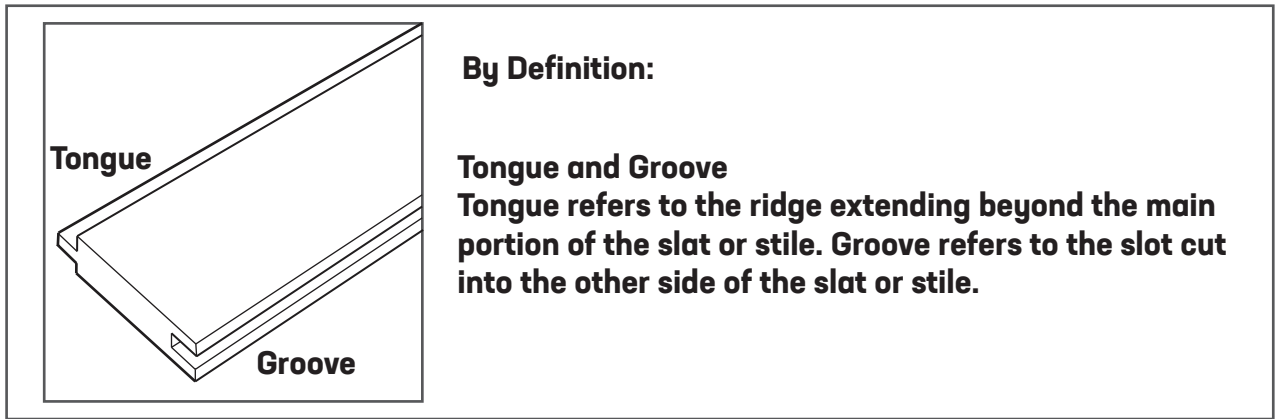 By Definition:
Tongue
Tongue and Groove
Tongue refers to the ridge extending beyond the main
portion of the slat or stile. Groove refers to the slot cut
into the other side of the slat or stile.
Groove